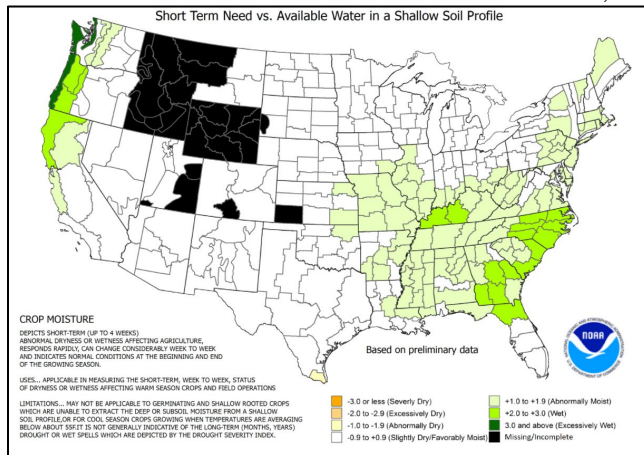 Short Term Need vs. Available Water in a Shallow Soil Profile
CROP MOISTURE
DEPICTS SHORT-TERM (UP TO 4 WEEKS)
ABNORMAL DRYNESS OR WETNESS AFFECTING AGRICULTURE,
RESPONDS RAPIDLY, CAN CHANGE CONSIDERABLY WEEK TO WEEK
AND INDICATES NORMAL CONDITIONS AT THE BEGINNING AND END
OF THE GROWING SEASON.
USES... APPLICABLE IN MEASURING THE SHORT-TERM, WEEK TO WEEK, STATUS
OF DRYNESS OR WETNESS AFFECTING WARM SEASON CROPS AND FIELD OPERATIONS
LIMITATIONS... MAY NOT BE APPLICABLE TO GERMINATING AND SHALLOW ROOTED CROPS
WHICH ARE UNABLE TO EXTRACT THE DEEP OR SUBSOIL MOISTURE FROM A SHALLOW
SOIL PROFILE,OR FOR COOL SEASON CROPS GROWING WHEN TEMPERATURES ARE AVERAGING
BELOW ABOUT 55F.IT IS NOT GENERALLY INDICATIVE OF THE LONG-TERM (MONTHS, YEARS)
DROUGHT OR WET SPELLS WHICH ARE DEPICTED BY THE DROUGHT SEVERITY INDEX.
Based on preliminary data
-3.0 or less (Severly Dry)
-2.0 to -2.9 (Excessively Dry)
-1.0 to -1.9 (Abnormally Dry)
-0.9 to +0.9 (Slightly Dry/Favorably Moist)
+1.0 to +1.9 (Abnormally Moist)
+2.0 to +3.0 (Wet)
3.0 and above (Excessively Wet)
Missing/Incomplete
NOAA